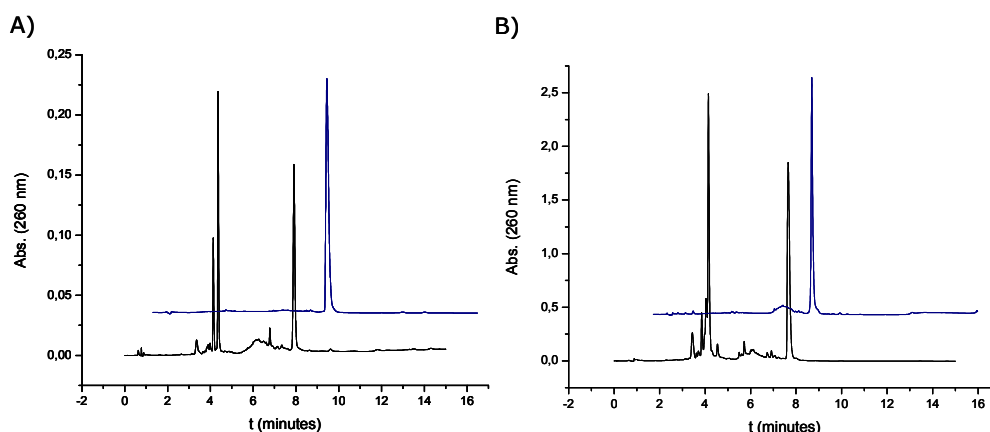 A)
0,25
0,20
0,15
0,10
0,05
0,00
Abs. (260 nm)
-2 0 2 4 6 8 10 12 14 16
t (minutes)
B)
2,5
2,0
1,5
1,0
0,5
0,0
Abs. (260 nm)
-2 0 2 4 6 8 10 12 14 16
t (minutes)